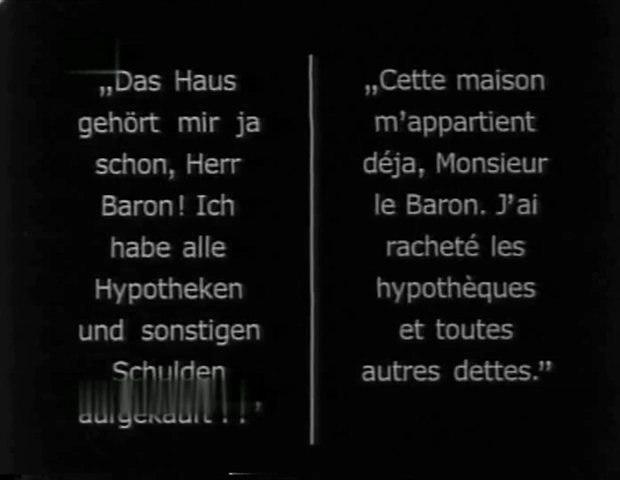 „Das Haus
gehört mir ja
schon, Herr
Baron! Ich
habe alle
Hypotheken
und sonstigen
Schulden
aufgekauft!!”
„Cette maison
m'appartient
déja, Monsieur
le Baron. J'ai
racheté les
hypothèques
et toutes
autres dettes.”